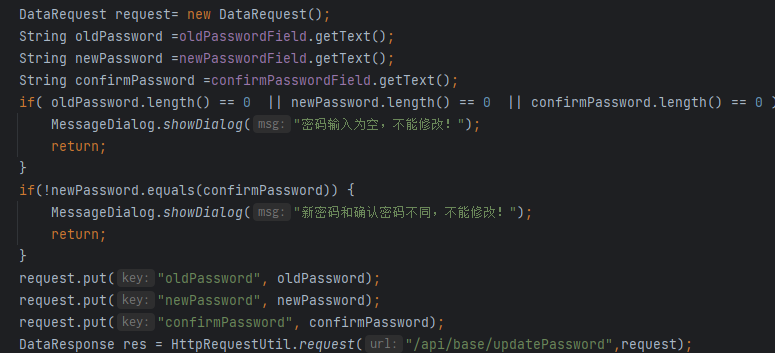 DataRequest request= new DataRequest();
String oldPassword =oldPasswordField.getText();
String newPassword =newPasswordField.getText();
String confirmPassword =confirmPasswordField.getText();
if( oldPassword.length() == 0  || newPassword.length() == 0  || confirmPassword.length() == 0 )
MessageDialog.showDialog( msg: "密码输入为空，不能修改！");
return;
}
if(!newPassword.equals(confirmPassword)) {
MessageDialog.showDialog( msg: "新密码和确认密码不同，不能修改！");
return;
}
request.put( key: "oldPassword", oldPassword);
request.put( key: "newPassword", newPassword);
request.put( key: "confirmPassword", confirmPassword);
DataResponse res = HttpRequestUtil.request( url: "/api/base/updatePassword",request);